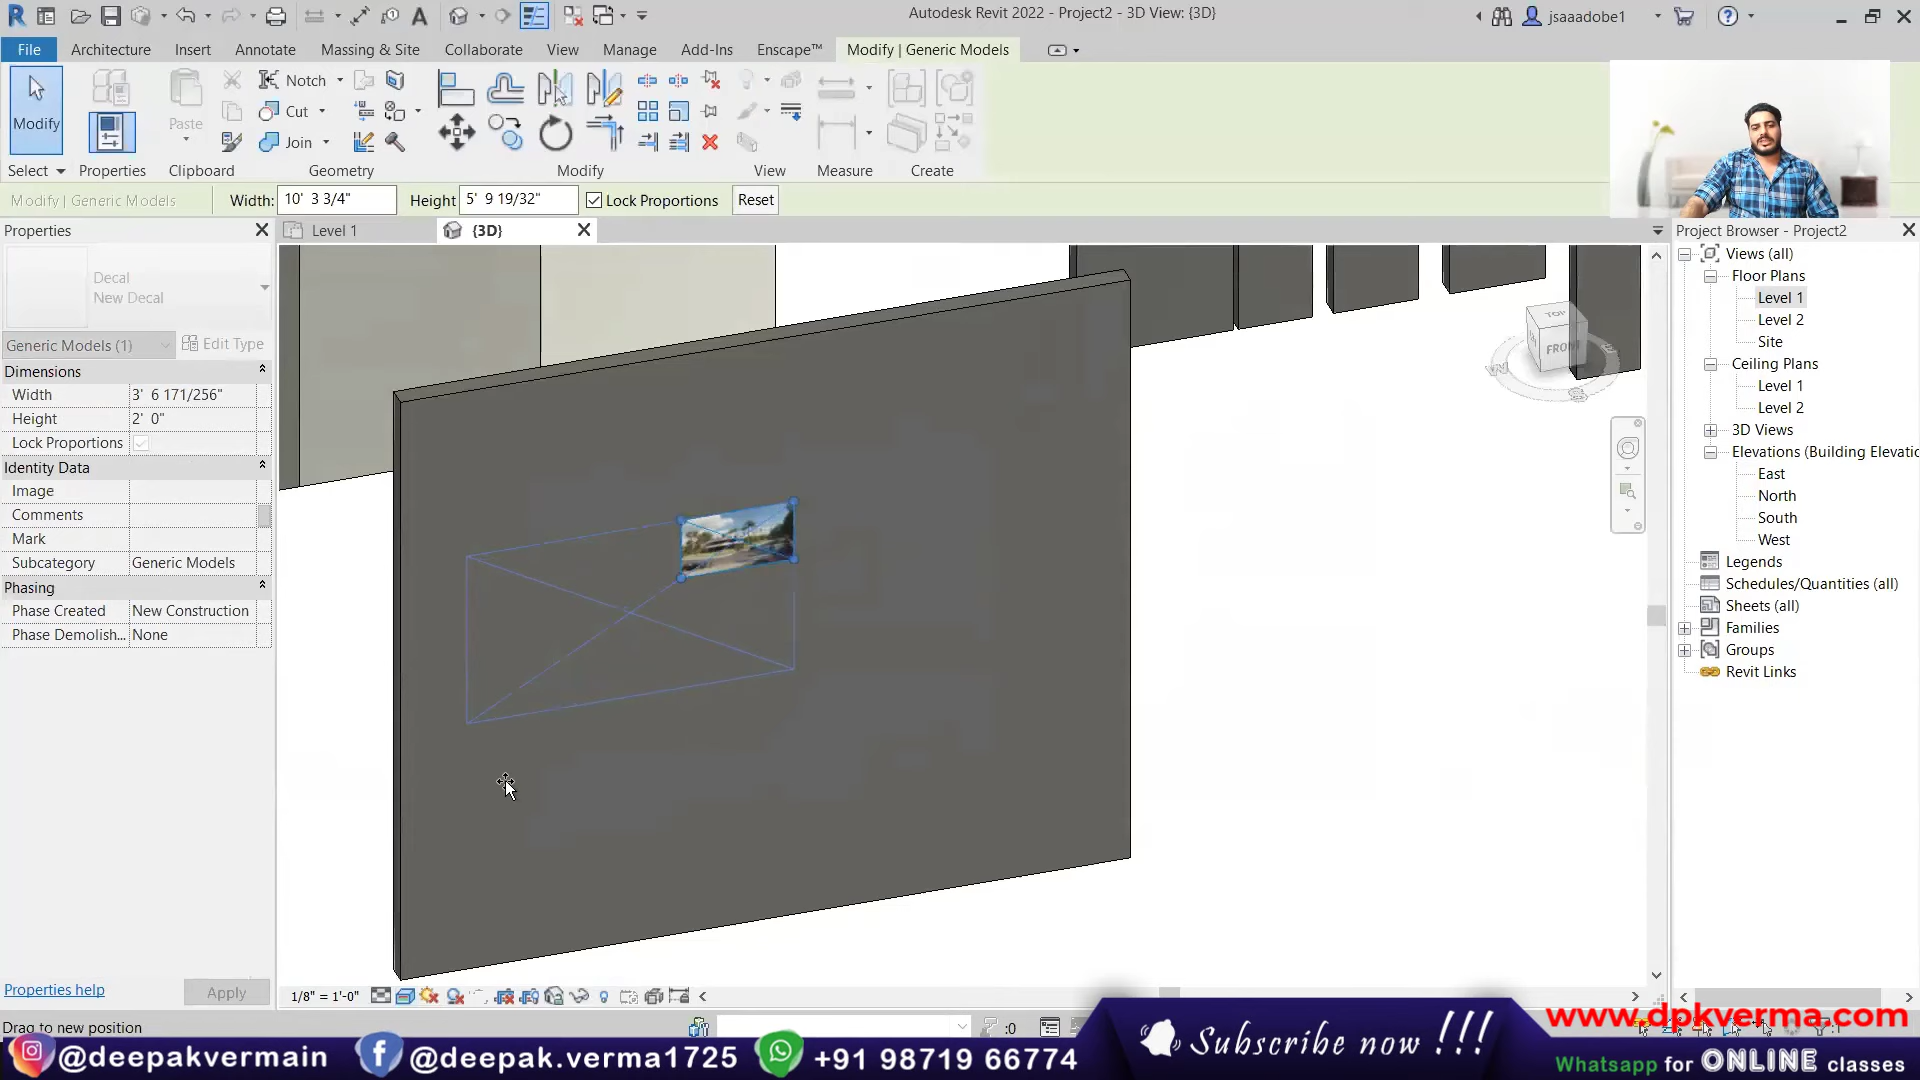 Autodesk Revit 2022 - Project2 - 3D View: {3D}
jsaaadobe1
File Architecture Insert Annotate Massing & Site Collaborate View Manage Add-Ins Enscape™ Modify | Generic Models
Modify
Paste
Notch
Cut
Join
Select Properties Clipboard Geometry Modify View Measure Create
Modify | Generic Models Width: 10' 3 3/4" Height 5' 9 19/32" Lock Proportions Reset
Properties
Level 1
{3D}
Project Browser - Project2
Decal
New Decal
Generic Models (1) Edit Type
Dimensions
Width 3' 6 171/256"
Height 2' 0"
Lock Proportions
Identity Data
Image
Comments
Mark
Subcategory Generic Models
Phasing
Phase Created New Construction
Phase Demolish... None
TOP
FRONT
W
Views (all)
Floor Plans
Level 1
Level 2
Site
Ceiling Plans
Level 1
Level 2
3D Views
Elevations (Building Elevatic
East
North
South
West
Legends
Schedules/Quantities (all)
Sheets (all)
Families
Groups
Revit Links
Properties help Apply
1/8" = 1'-0"
Drag to new position
:0
@deepakvermain
@deepak.verma1725
+91 98719 66774
Subscribe now !!!
www.dpkverma.com
Whatsapp for ONLINE classes